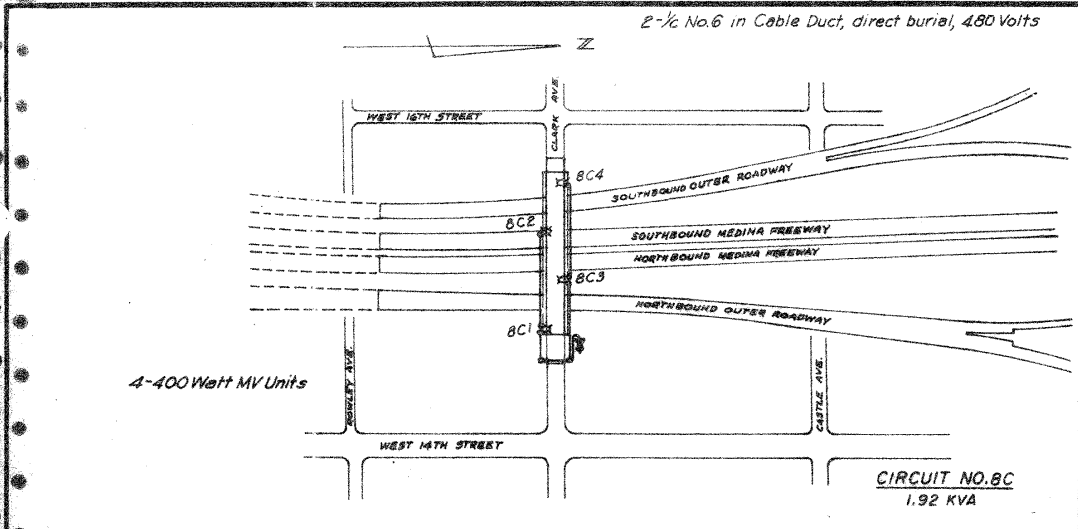 2-1/c No.6 in Cable Duct, direct burial, 480 Volts
N
WEST 16TH STREET
CLARK AVE.
8C4
SOUTHBOUND OUTER ROADWAY
8C2
SOUTHBOUND MEDINA FREEWAY
NORTHBOUND MEDINA FREEWAY
8C3
NORTHBOUND OUTER ROADWAY
8C1
4-400 Watt MV Units
ROWLEY AVE.
CASTLE AVE.
WEST 14TH STREET
CIRCUIT NO.8C
1.92 KVA